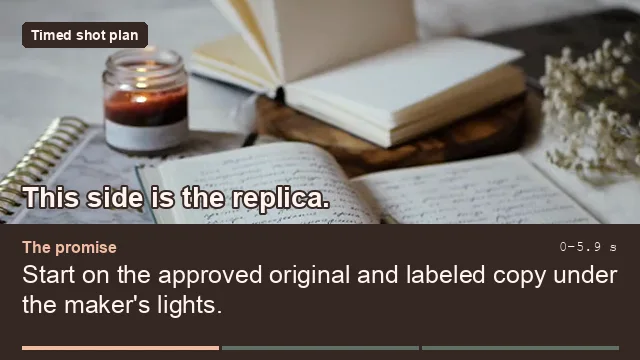 Timed shot plan
This side is the replica.
The promise
0–5.9 s
Start on the approved original and labeled copy under
the maker's lights.